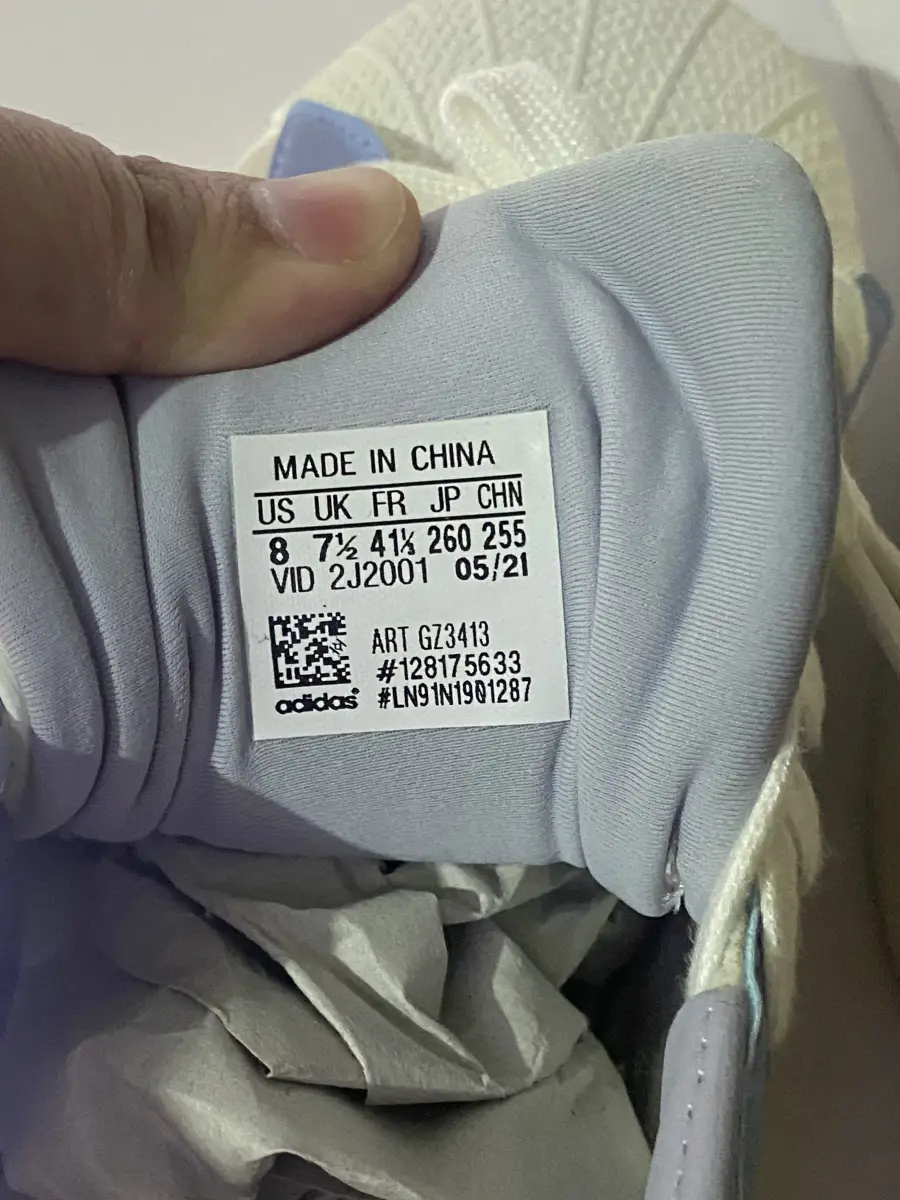 MADE IN CHINA
US UK FR JP CHN
8 7½ 41⅓ 260 255
VID 2J2001 05/21
ART GZ3413
#128175633
adidas® #LN91N1901287